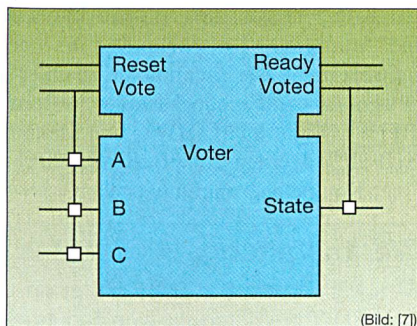 Reset Ready
Vote Voted
A Voter
B State
C
(Bild: [7])